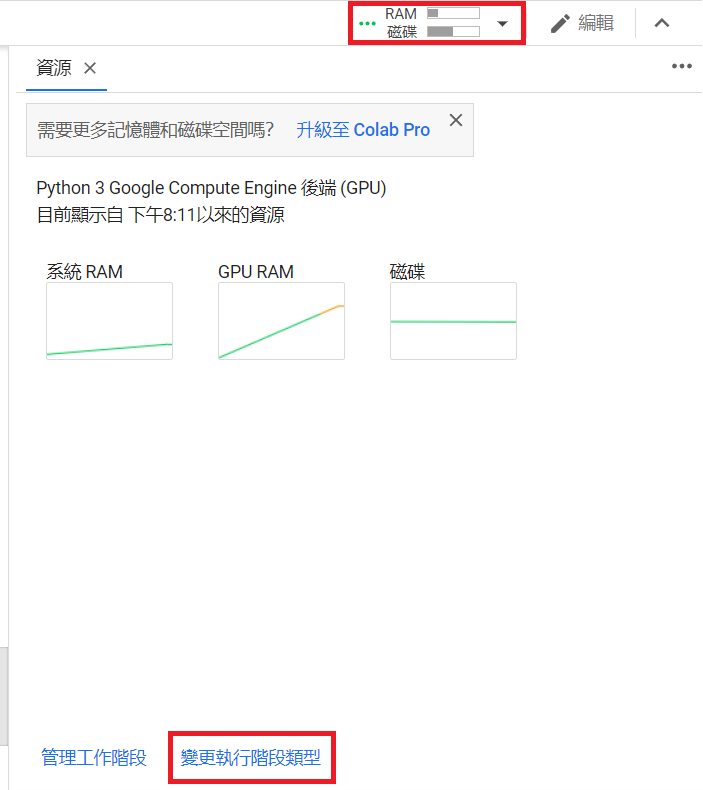 RAM
磁碟
編輯
資源
需要更多記憶體和磁碟空間嗎? 升級至 Colab Pro
Python 3 Google Compute Engine 後端 (GPU)
目前顯示自 下午8:11以來的資源
系統 RAM
GPU RAM
磁碟
管理工作階段
變更執行階段類型